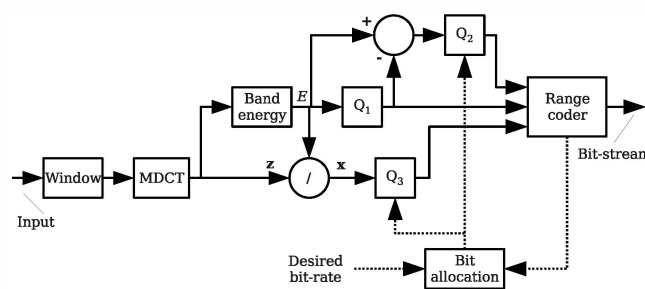 +
-
Q2
Band
energy
E
Q1
Range
coder
Bit-stream
Window
MDCT
z
/
x
Q3
Input
Desired
bit-rate
Bit
allocation